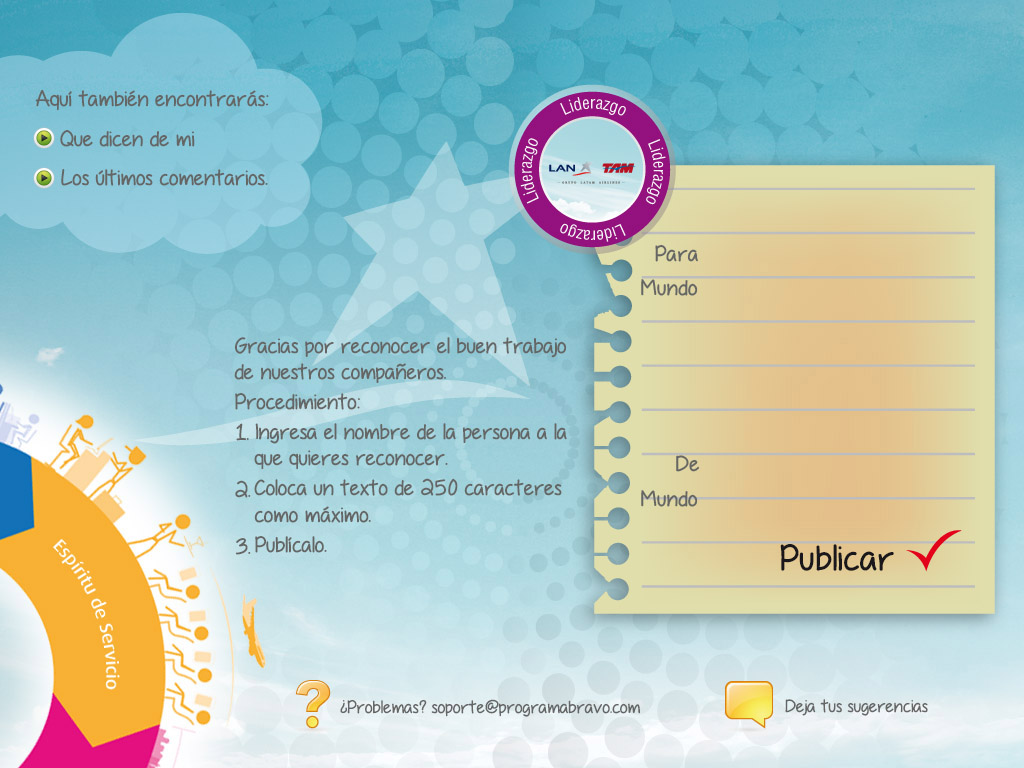 Aquí también encontrarás:
Que dicen de mi
Los últimos comentarios.
Liderazgo
Liderazgo
Liderazgo
Liderazgo
LAN TAM
GRUPO LATAM AIRLINES
Para
Mundo
Gracias por reconocer el buen trabajo
de nuestros compañeros.
Procedimiento:
1. Ingresa el nombre de la persona a la
que quieres reconocer.
2. Coloca un texto de 250 caracteres
como máximo.
3. Publícalo.
De
Mundo
Publicar
Espíritu de Servicio
? ¿Problemas? soporte@programabravo.com
Deja tus sugerencias